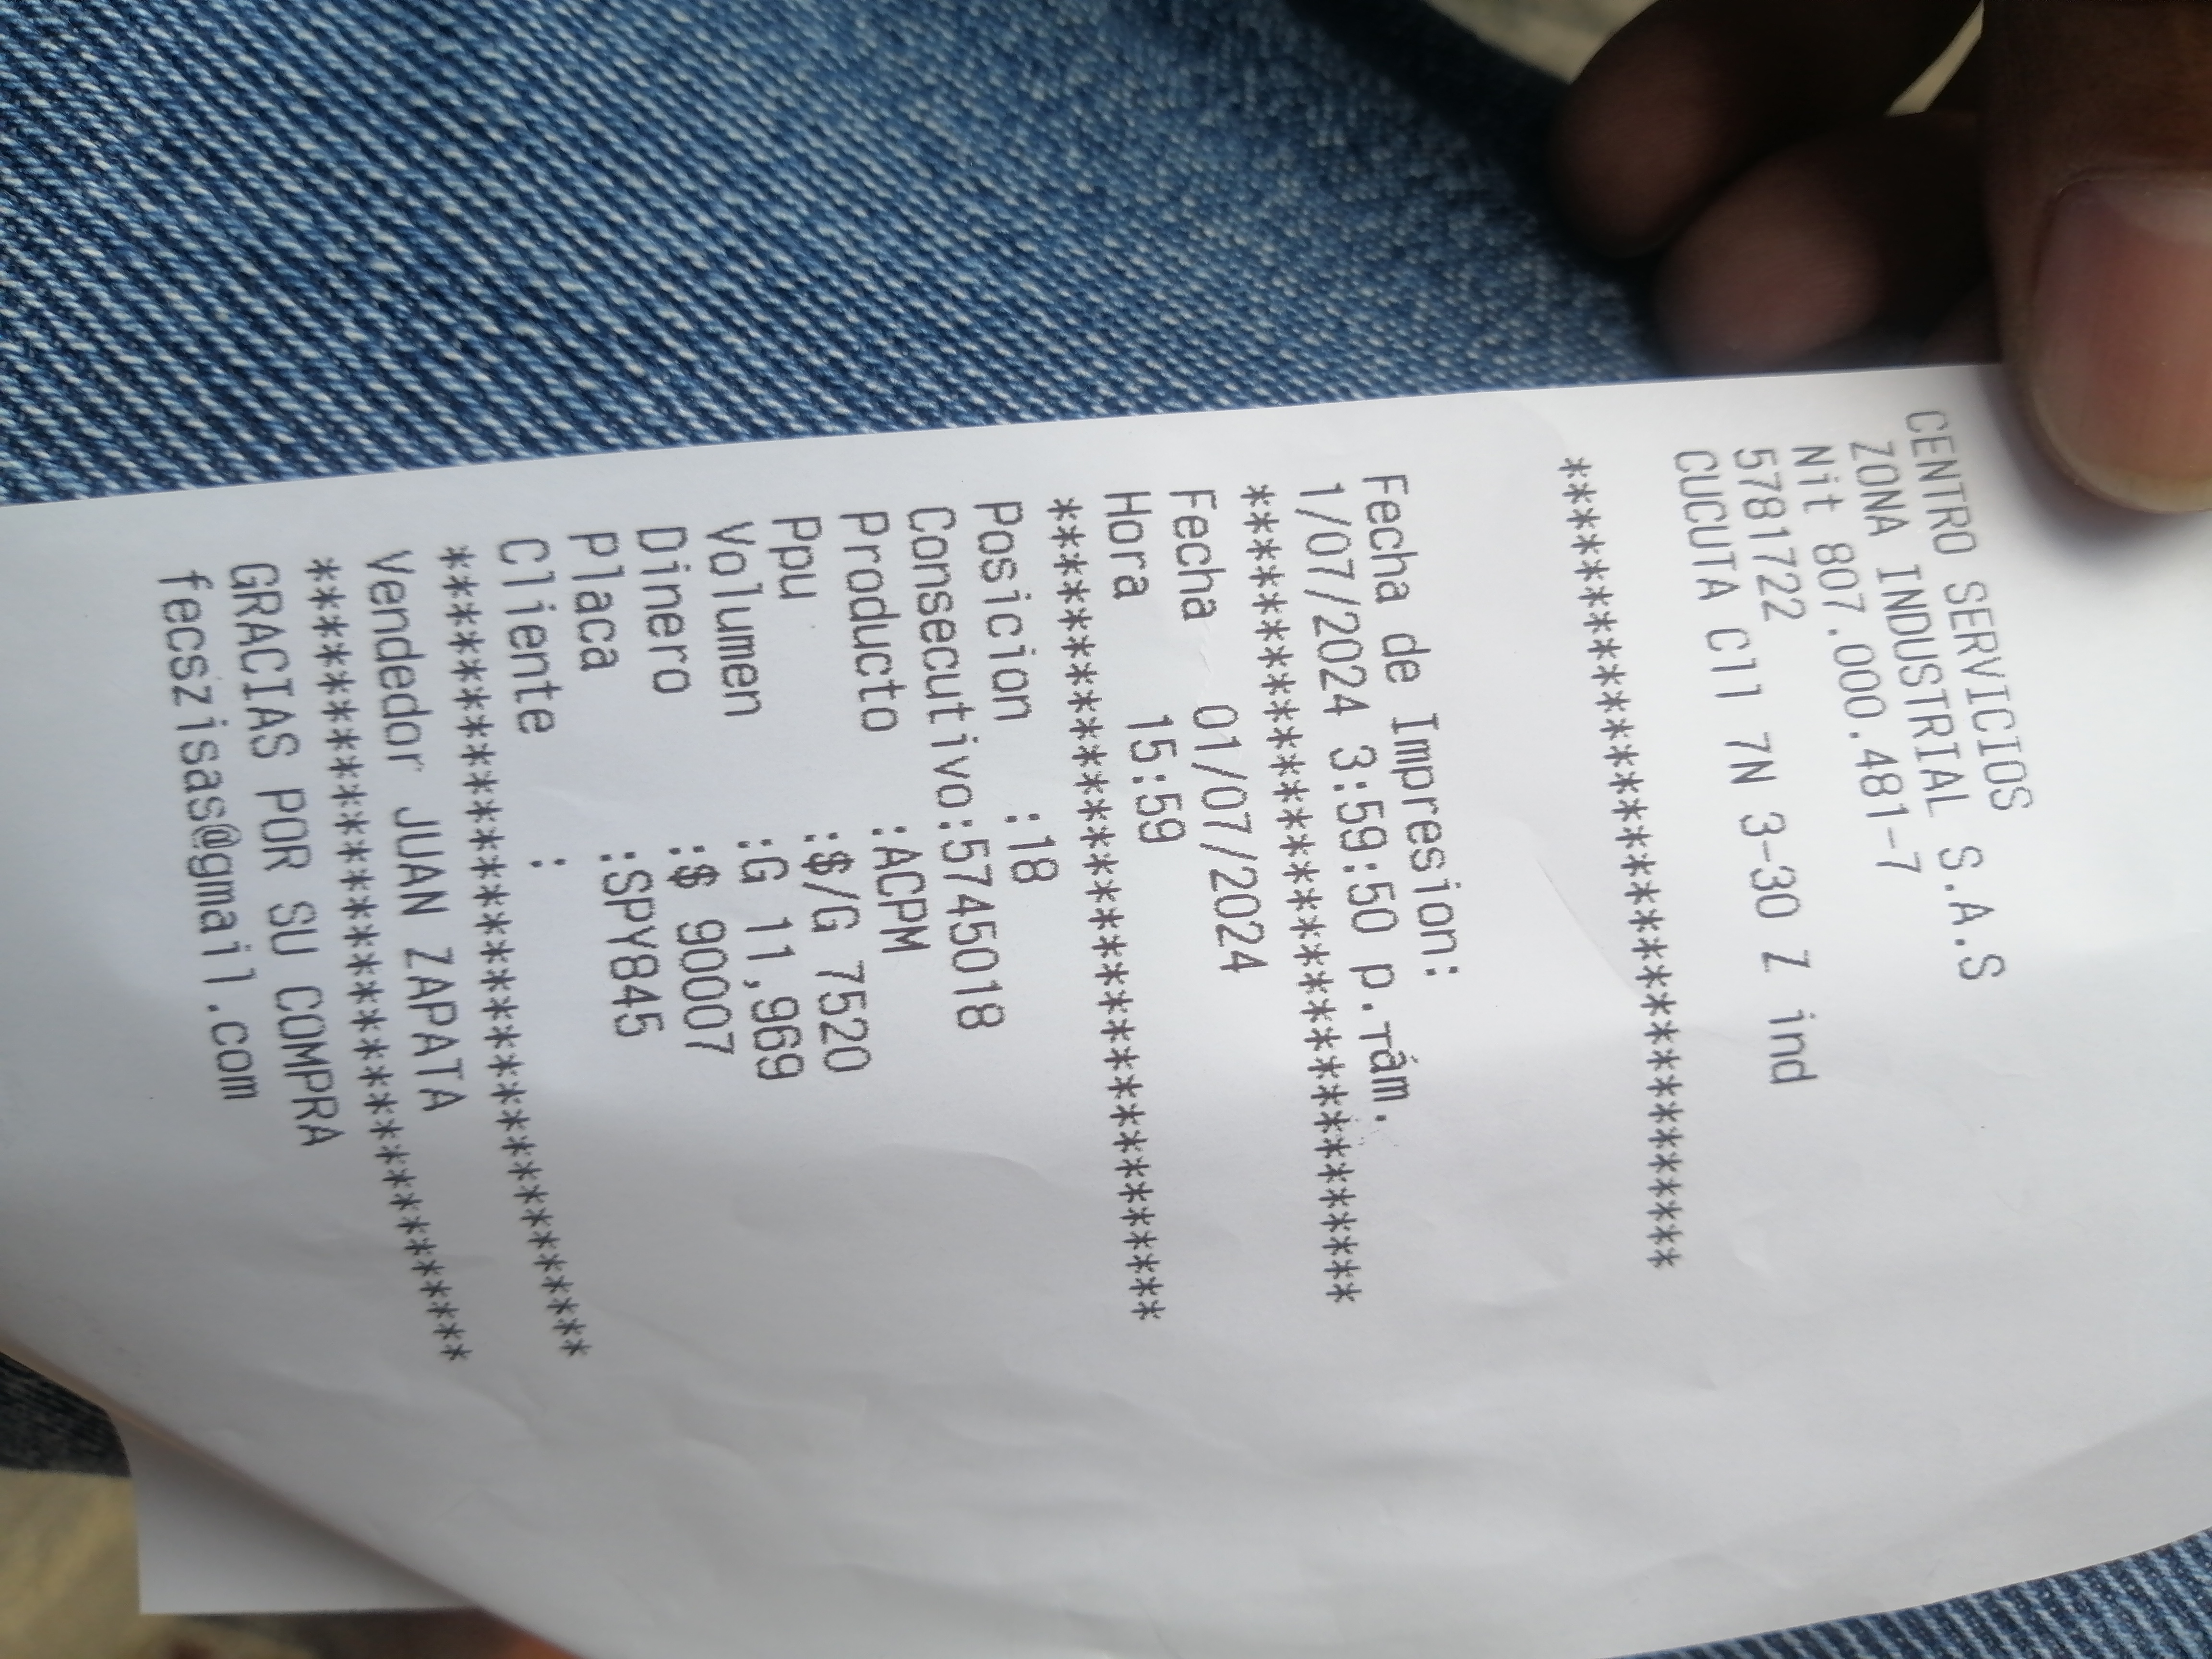 CENTRO SERVICIOS
ZONA INDUSTRIAL S.A.S
Nit 807.000.481-7
5781722
CUCUTA Cl1 7N 3-30 Z ind
******************************
Fecha de Impresion:
1/07/2024 3:59:50 p.тảm.
******************************
Fecha 01/07/2024
Hora 15:59
******************************
Posicion :18
Consecutivo:5745018
Producto :ACPM
Ppu :$/G 7520
Volumen :G 11,969
Dinero :$ 90007
Placa :SPY845
Cliente :
******************************
Vendedor JUAN ZAPATA
******************************
GRACIAS POR SU COMPRA
fecszisas@gmail.com